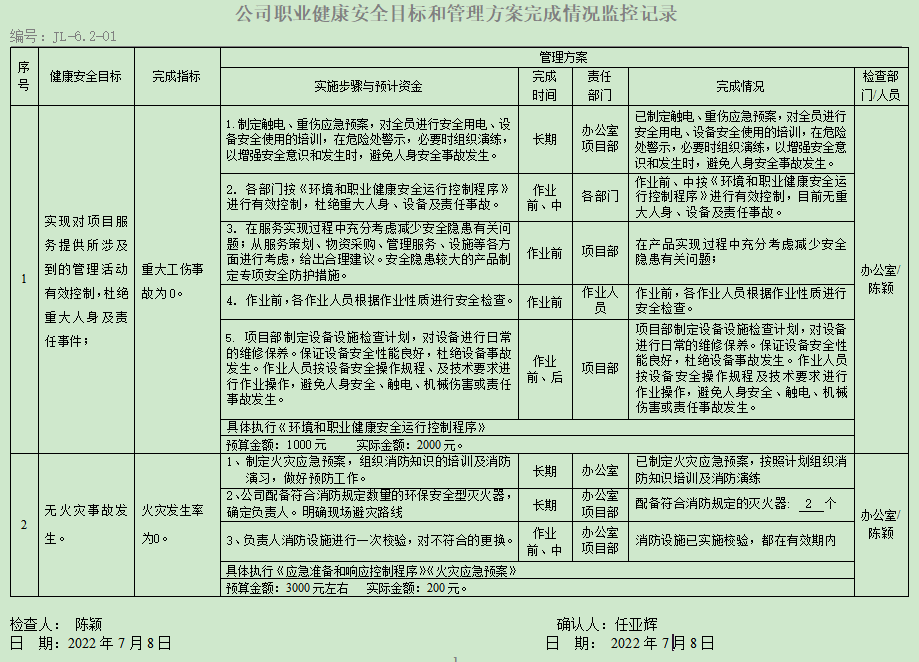 公司职业健康安全目标和管理方案完成情况监控记录
编号：JL-6.2-01
序号
健康安全目标
完成指标
管理方案
实施步骤与预计资金
完成
时间
责任
部门
完成情况
检查部
门/人员
1
实现对项目服
务提供所涉及
到的管理活动
有效控制,杜绝
重大人身及责
任事件；
重大工伤事
故为0。
1.制定触电、重伤应急预案，对全员进行安全用电、设
备安全使用的培训，在危险处警示，必要时组织演练，
以增强安全意识和发生时，避免人身安全事故发生。
长期
办公室
项目部
已制定触电、重伤应急预案，对全员进行
安全用电、设备安全使用的培训，在危险
处警示，必要时组织演练，以增强安全意
识和发生时，避免人身安全事故发生。
办公室/
陈颖
2．各部门按《环境和职业健康安全运行控制程序》
进行有效控制，杜绝重大人身、设备及责任事故。
作业
前、中
各部门
作业前、中按《环境和职业健康安全运
行控制程序》进行有效控制，目前无重
大人身、设备及责任事故。
3．在服务实现过程中充分考虑减少安全隐患有关问
题；从服务策划、物资采购、管理服务、设施等各方
面进行考虑，给出合理建议。安全隐患较大的产品制
定专项安全防护措施。
作业前
项目部
在产品实现过程中充分考虑减少安全
隐患有关问题；
4．作业前，各作业人员根据作业性质进行安全检查。
作业前
作业人
员
作业前，各作业人员根据作业性质进行
安全检查。
5．项目部制定设备设施检查计划，对设备进行日常
的维修保养。保证设备安全性能良好，杜绝设备事故
发生。作业人员按设备安全操作规程、及技术要求进
行作业操作，避免人身安全、触电、机械伤害或责任
事故发生。
作业
前、后
项目部
项目部制定设备设施检查计划，对设备
进行日常的维修保养。保证设备安全性
能良好，杜绝设备事故发生。作业人员
按设备安全操作规程及技术要求进行
作业操作，避免人身安全、触电、机械
伤害或责任事故发生。
具体执行《环境和职业健康安全运行控制程序》
预算金额：1000元 实际金额：2000元。
2
无火灾事故发
生。
火灾发生率
为0。
1、制定火灾应急预案，组织消防知识的培训及消防
演习，做好预防工作。
长期
办公室
已制定火灾应急预案，按照计划组织消
防知识培训及消防演练
办公室/
陈颖
2、公司配备符合消防规定数量的环保安全型灭火器，
确定负责人。明确现场避灾路线
长期
办公室
项目部
配备符合消防规定的灭火器: 2 个
3、负责人消防设施进行一次校验，对不符合的更换。
作业
前、中
办公室
项目部
消防设施已实施校验，都在有效期内
具体执行《应急准备和响应控制程序》《火灾应急预案》
预算金额：3000元左右 实际金额：200元。
检查人： 陈颖 确认人：任亚辉
日 期：2022年7月8日 日 期： 2022年7月8日
1